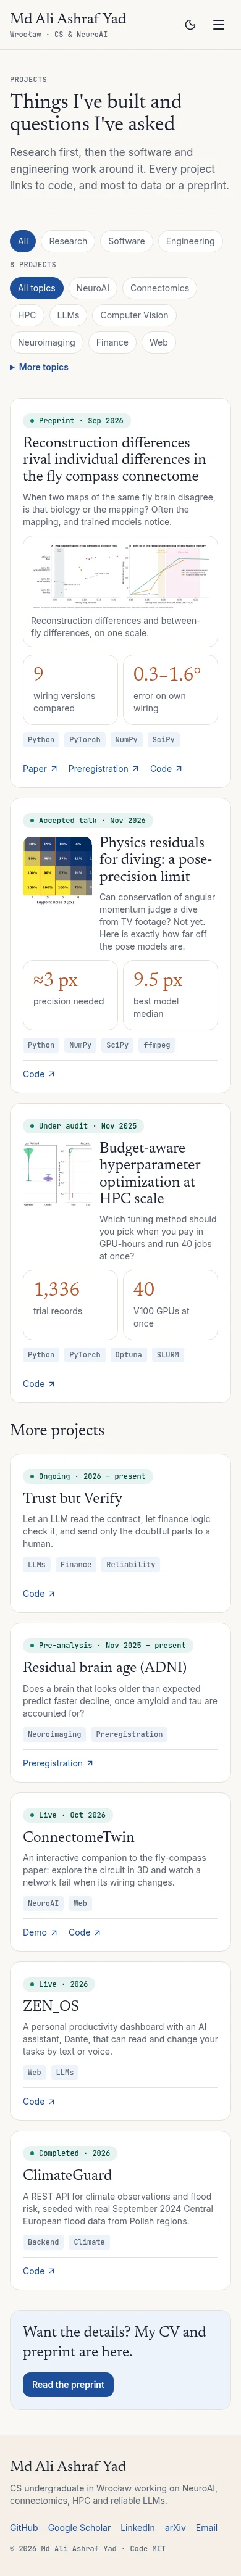 Md Ali Ashraf Yad
Wrocław · CS & NeuroAI
PROJECTS
Things I've built and
questions I've asked
Research first, then the software and
engineering work around it. Every project
links to code, and most to data or a preprint.
All Research Software Engineering
8 PROJECTS
All topics NeuroAI Connectomics
HPC LLMs Computer Vision
Neuroimaging Finance Web
More topics
Preprint · Sep 2026
Reconstruction differences
rival individual differences in
the fly compass connectome
When two maps of the same fly brain disagree,
is that biology or the mapping? Often the
mapping, and trained models notice.
Reconstruction differences and between-
fly differences, on one scale.
9
wiring versions
compared
0.3–1.6°
error on own
wiring
Python PyTorch NumPy SciPy
Paper ↗ Preregistration ↗ Code ↗
Accepted talk · Nov 2026
Physics residuals
for diving: a pose-
precision limit
Can conservation of angular
momentum judge a dive
from TV footage? Not yet.
Here is exactly how far off
the pose models are.
≈3 px
precision needed
9.5 px
best model
median
Python NumPy SciPy ffmpeg
Code ↗
Under audit · Nov 2025
Budget-aware
hyperparameter
optimization at
HPC scale
Which tuning method should
you pick when you pay in
GPU-hours and run 40 jobs
at once?
1,336
trial records
40
V100 GPUs at
once
Python PyTorch Optuna SLURM
Code ↗
More projects
Ongoing · 2026 – present
Trust but Verify
Let an LLM read the contract, let finance logic
check it, and send only the doubtful parts to a
human.
LLMs Finance Reliability
Code ↗
Pre-analysis · Nov 2025 – present
Residual brain age (ADNI)
Does a brain that looks older than expected
predict faster decline, once amyloid and tau are
accounted for?
Neuroimaging Preregistration
Preregistration ↗
Live · Oct 2026
ConnectomeTwin
An interactive companion to the fly-compass
paper: explore the circuit in 3D and watch a
network fail when its wiring changes.
NeuroAI Web
Demo ↗ Code ↗
Live · 2026
ZEN_OS
A personal productivity dashboard with an AI
assistant, Dante, that can read and change your
tasks by text or voice.
Web LLMs
Code ↗
Completed · 2026
ClimateGuard
A REST API for climate observations and flood
risk, seeded with real September 2024 Central
European flood data from Polish regions.
Backend Climate
Code ↗
Want the details? My CV and
preprint are here.
Read the preprint
Md Ali Ashraf Yad
CS undergraduate in Wrocław working on NeuroAI,
connectomics, HPC and reliable LLMs.
GitHub Google Scholar LinkedIn arXiv Email
© 2026 Md Ali Ashraf Yad · Code MIT